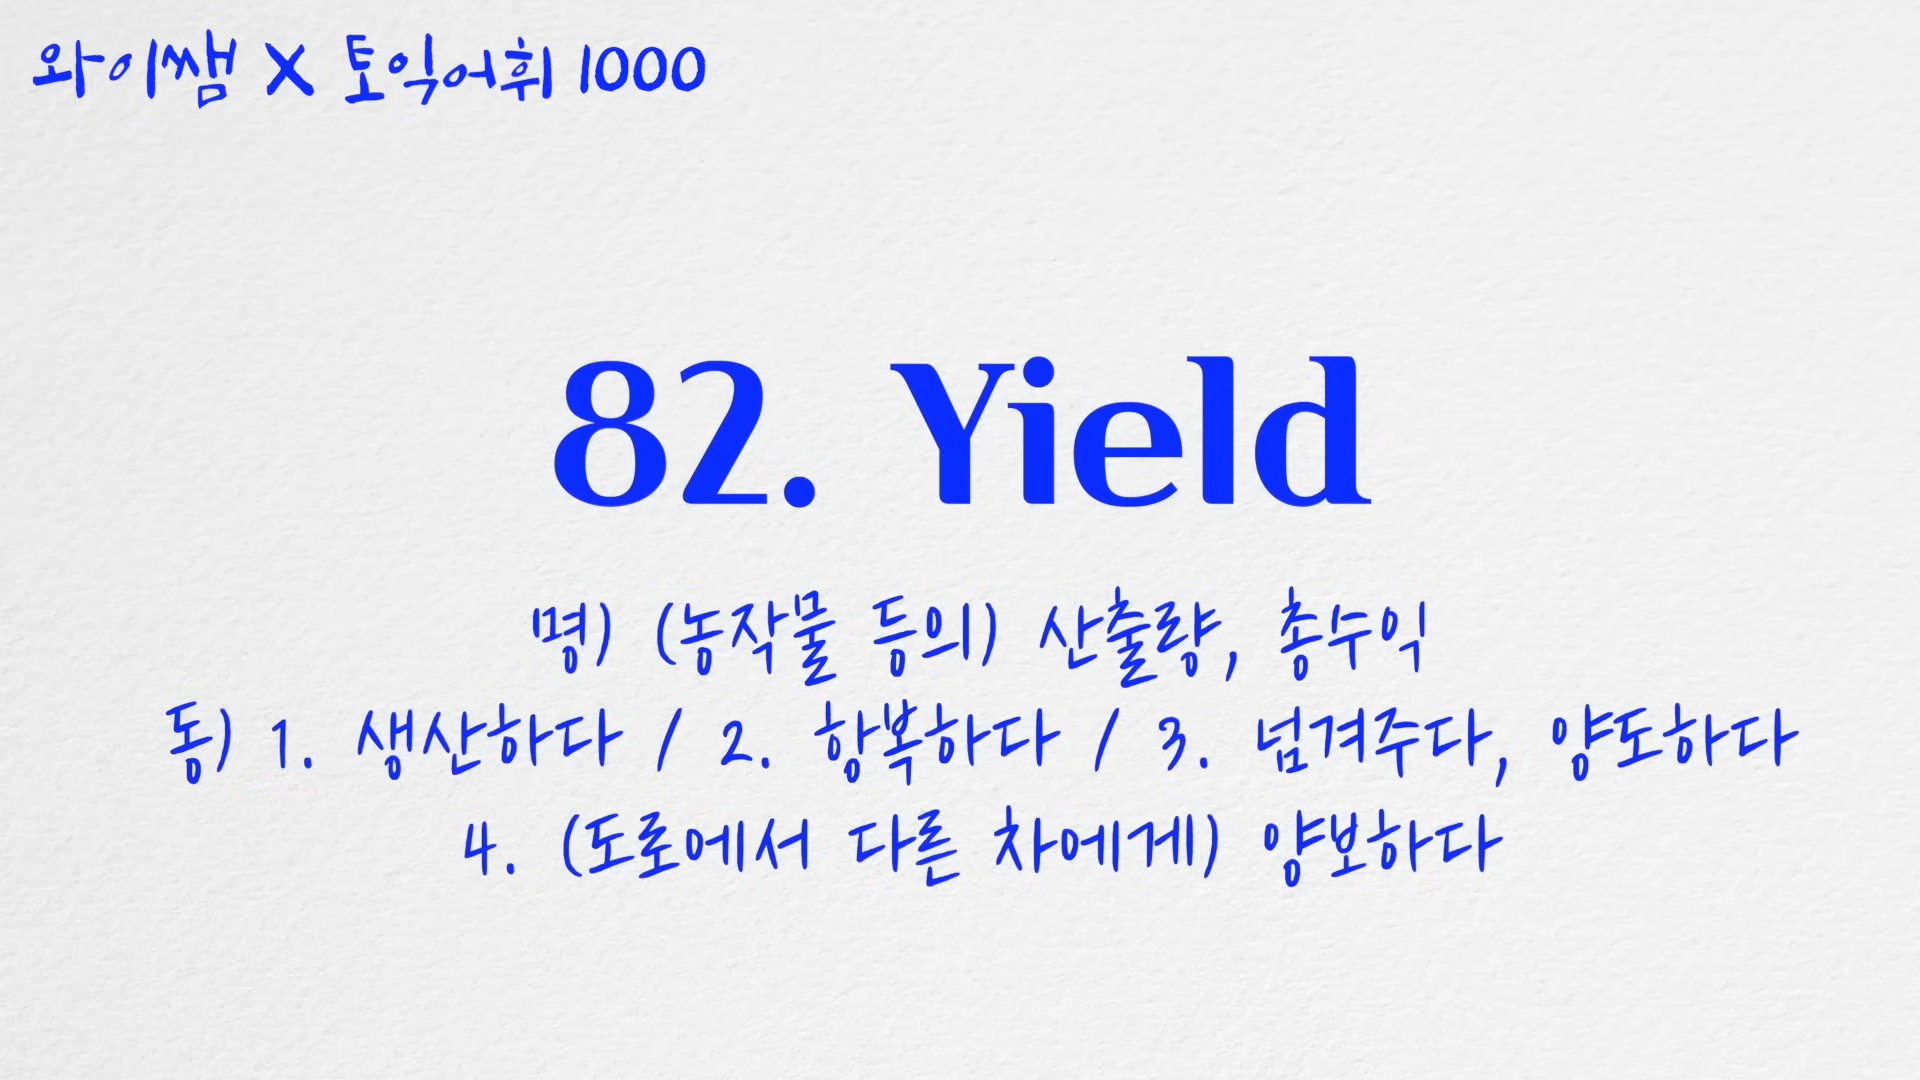 와이쌤 X 토익어휘 1000
82. Yield
명) (농작물 등의) 산출량, 총수익
동) 1. 생산하다 / 2. 항복하다 / 3. 넘겨주다, 양도하다
4. (도로에서 다른 차에게) 양보하다